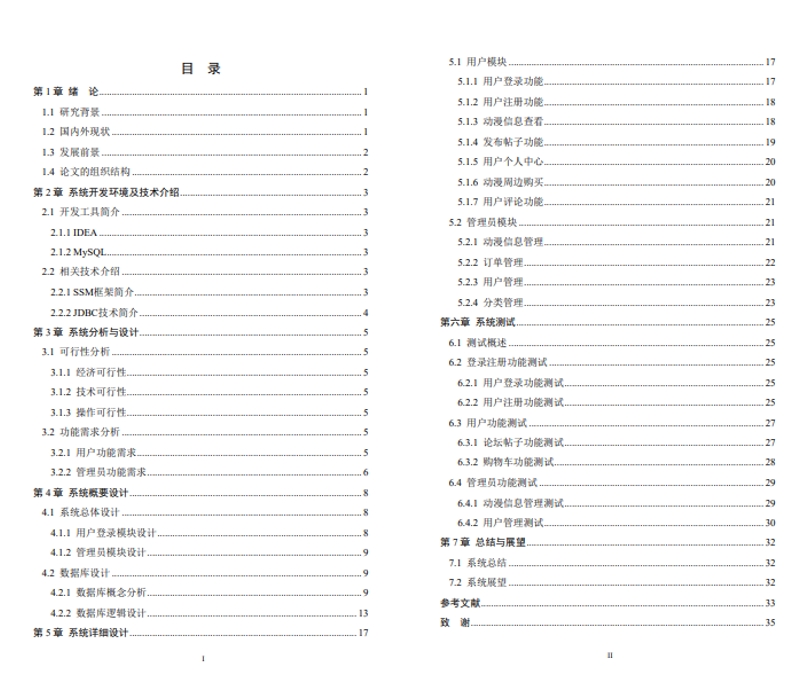 目 录
第 1 章 绪 论 1
1.1 研究背景 1
1.2 国内外现状 1
1.3 发展前景 2
1.4 论文的组织结构 2
第 2 章 系统开发环境及技术介绍 3
2.1 开发工具简介 3
2.1.1 IDEA 3
2.1.2 MySQL 3
2.2 相关技术介绍 3
2.2.1 SSM框架简介 3
2.2.2 JDBC技术简介 4
第 3 章 系统分析与设计 5
3.1 可行性分析 5
3.1.1 经济可行性 5
3.1.2 技术可行性 5
3.1.3 操作可行性 5
3.2 功能需求分析 5
3.2.1 用户功能需求 5
3.2.2 管理员功能需求 6
第 4 章 系统概要设计 8
4.1 系统总体设计 8
4.1.1 用户登录模块设计 8
4.1.2 管理员模块设计 9
4.2 数据库设计 9
4.2.1 数据库概念分析 9
4.2.2 数据库逻辑设计 13
第 5 章 系统详细设计 17
I
5.1 用户模块 17
5.1.1 用户登录功能 17
5.1.2 用户注册功能 18
5.1.3 动漫信息查看 18
5.1.4 发布帖子功能 19
5.1.5 用户个人中心 20
5.1.6 动漫周边购买 20
5.1.7 用户评论功能 21
5.2 管理员模块 21
5.2.1 动漫信息管理 21
5.2.2 订单管理 22
5.2.3 用户管理 23
5.2.4 分类管理 23
第六章 系统测试 25
6.1 测试概述 25
6.2 登录注册功能测试 25
6.2.1 用户登录功能测试 25
6.2.2 用户注册功能测试 25
6.3 用户功能测试 27
6.3.1 论坛帖子功能测试 27
6.3.2 购物车功能测试 28
6.4 管理员功能测试 29
6.4.1 动漫信息管理测试 29
6.4.2 用户管理测试 30
第 7 章 总结与展望 32
7.1 系统总结 32
7.2 系统展望 32
参考文献 33
致 谢 35
II